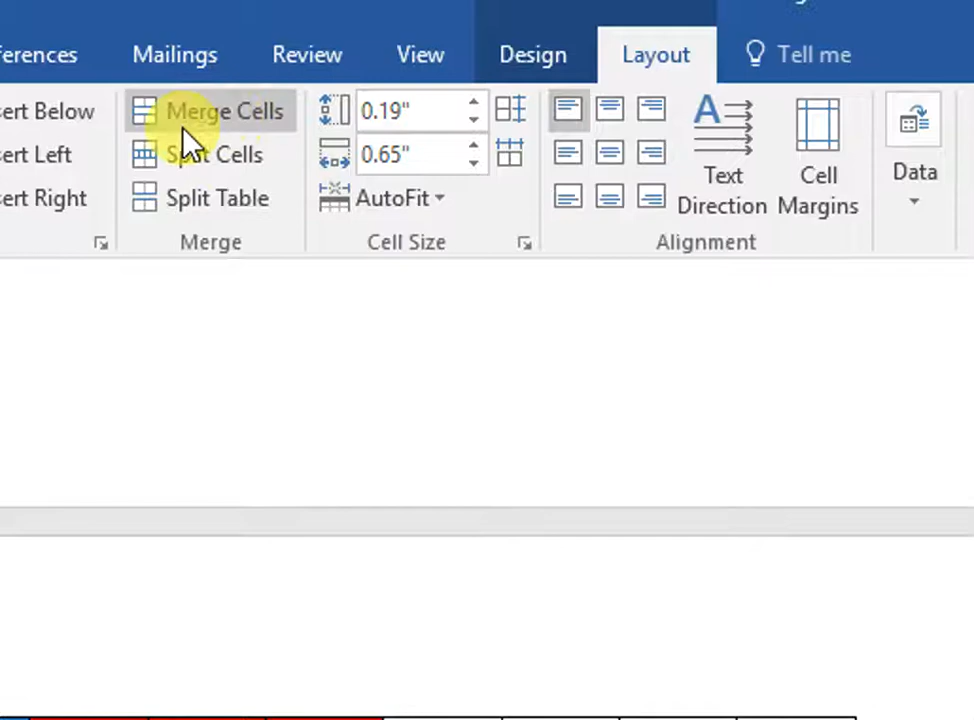 ferences Mailings Review View Design Layout Tell me
ert Below Merge Cells 0.19"
ert Left Split Cells 0.65"
ert Right Split Table AutoFit
Text Direction
Cell Margins
Data
Merge Cell Size Alignment